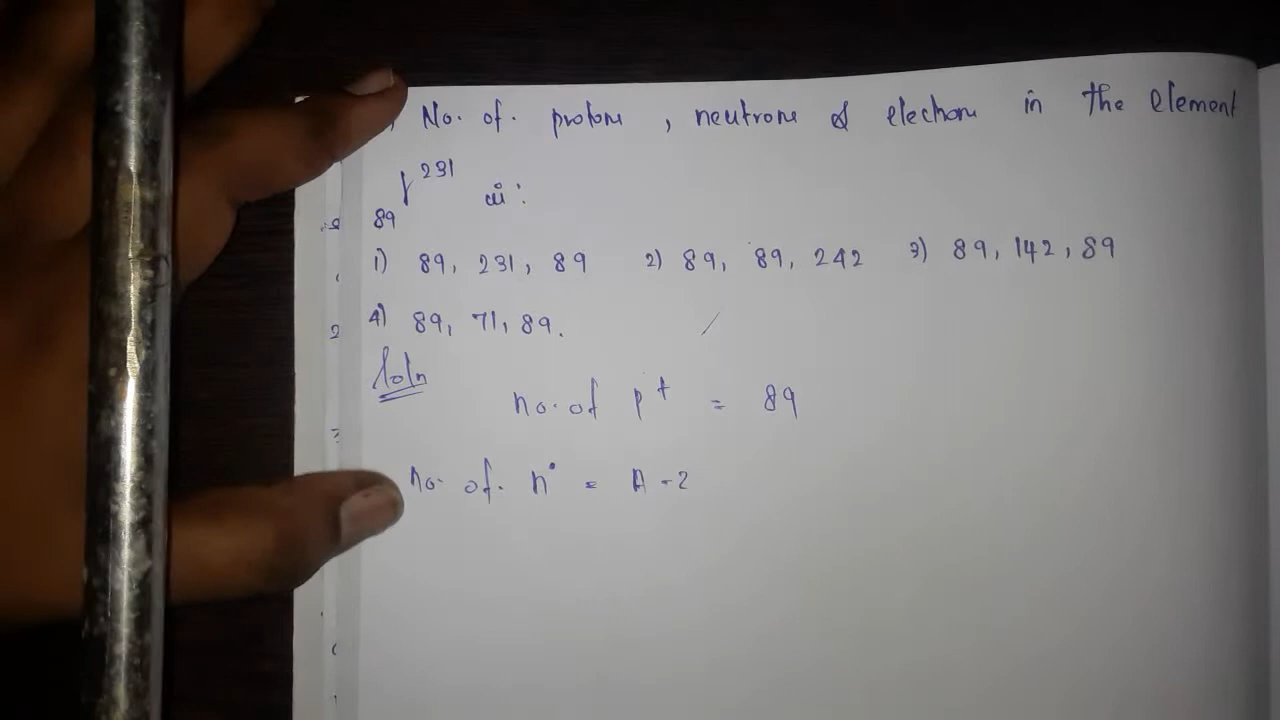 No. of. protons, neutrons & electrons in the element
231
89
is:
1) 89, 231, 89 2) 89, 89, 242 3) 89, 142, 89
4) 89, 71, 89.
Soln
no. of p+ = 89
no. of. n° = A - Z